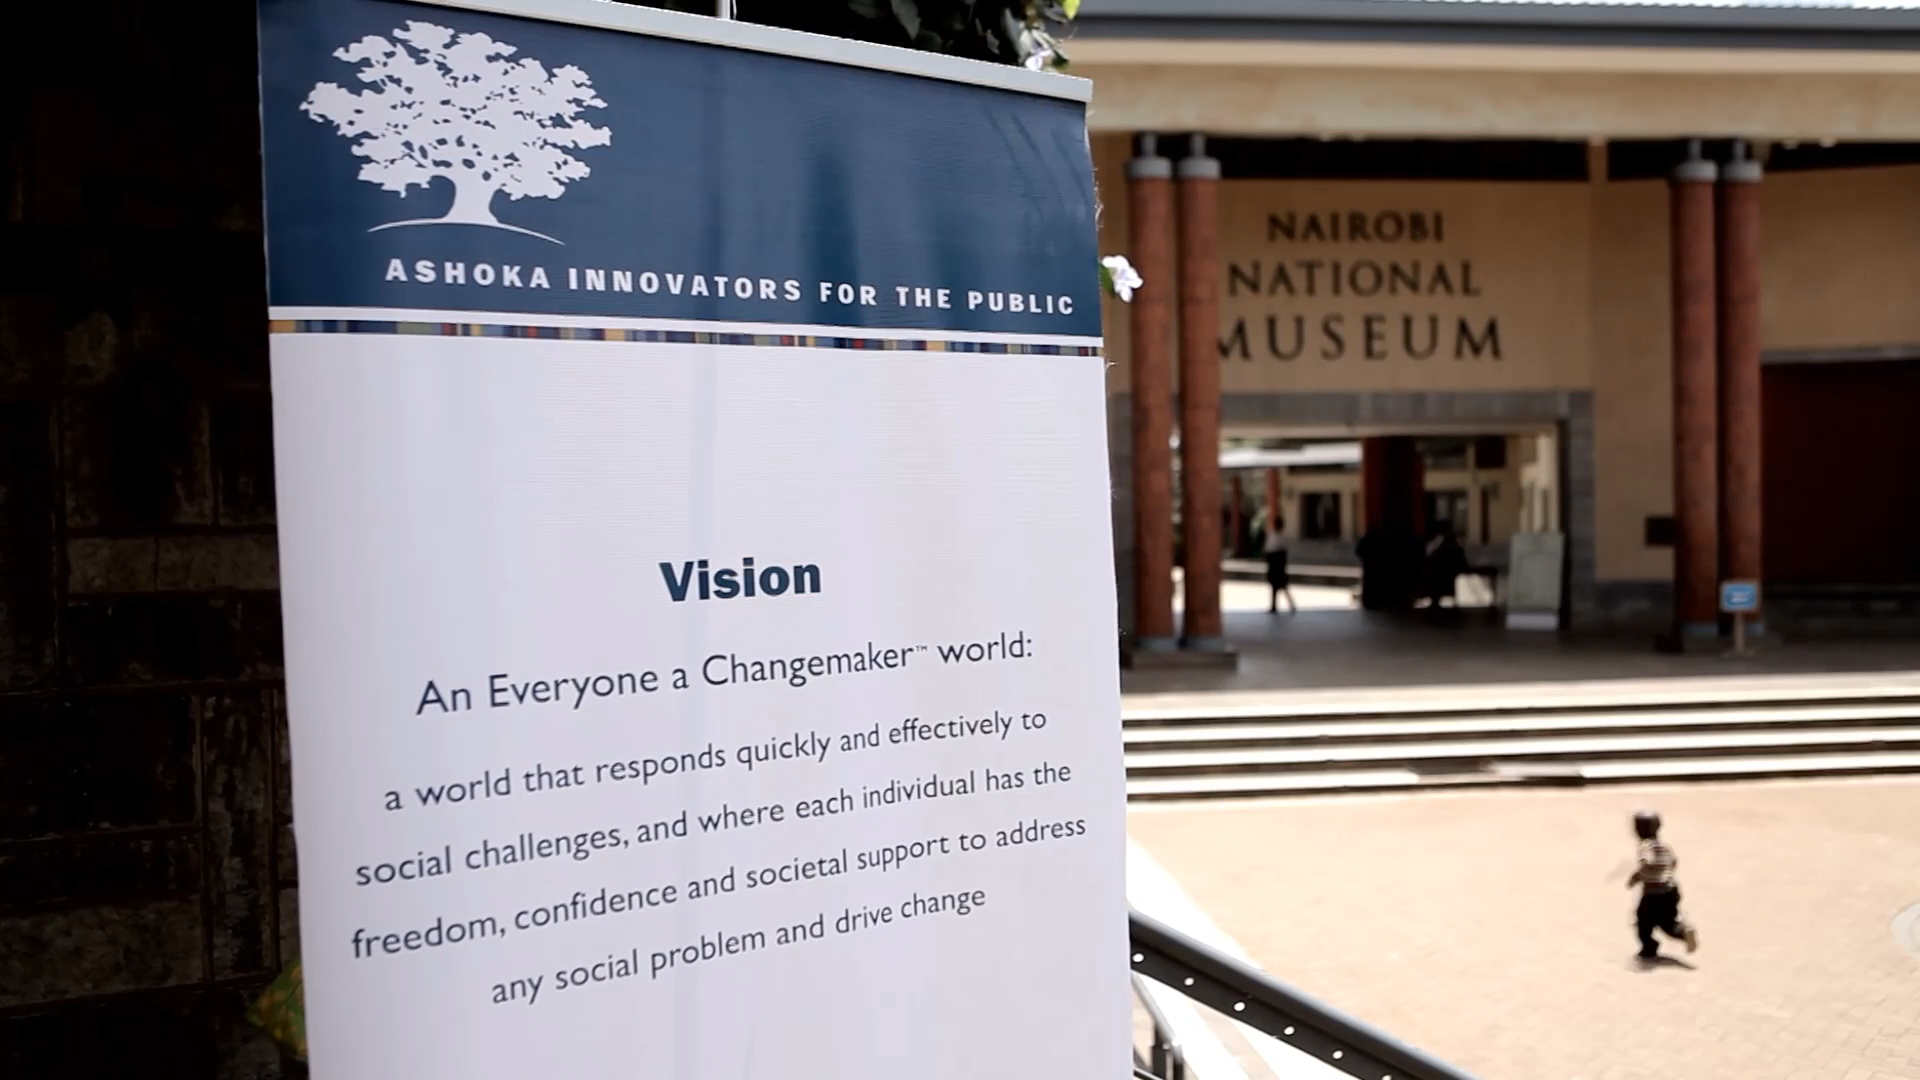 ASHOKA INNOVATORS FOR THE PUBLIC
Vision
An Everyone a Changemaker™ world:
a world that responds quickly and effectively to
social challenges, and where each individual has the
freedom, confidence and societal support to address
any social problem and drive change
NAIROBI
NATIONAL
MUSEUM